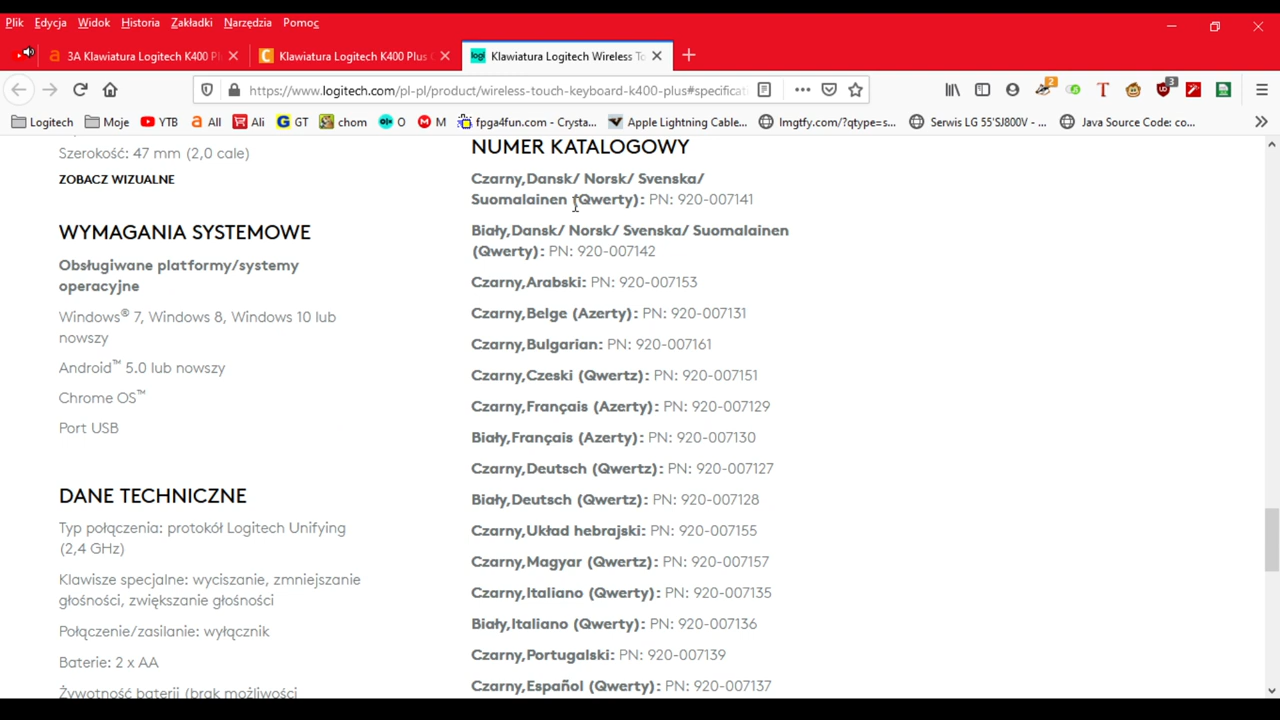 Plik Edycja Widok Historia Zakładki Narzędzia Pomoc
3A Klawiatura Logitech K400 Pl
Klawiatura Logitech K400 Plus
Klawiatura Logitech Wireless To
https://www.logitech.com/pl-pl/product/wireless-touch-keyboard-k400-plus#specificat
2
3
Logitech Moje YTB All Ali GT chom O M fpga4fun.com - Crysta... Apple Lightning Cable... lmgtfy.com/?qtype=s... Serwis LG 55'SJ800V - ... Java Source Code: co...
Szerokość: 47 mm (2,0 cale)
ZOBACZ WIZUALNE
WYMAGANIA SYSTEMOWE
Obsługiwane platformy/systemy
operacyjne
Windows® 7, Windows 8, Windows 10 lub
nowszy
Android™ 5.0 lub nowszy
Chrome OS™
Port USB
DANE TECHNICZNE
Typ połączenia: protokół Logitech Unifying
(2,4 GHz)
Klawisze specjalne: wyciszanie, zmniejszanie
głośności, zwiększanie głośności
Połączenie/zasilanie: wyłącznik
Baterie: 2 x AA
Żywotność baterii (brak możliwości
NUMER KATALOGOWY
Czarny,Dansk/ Norsk/ Svenska/
Suomalainen (Qwerty): PN: 920-007141
Biały,Dansk/ Norsk/ Svenska/ Suomalainen
(Qwerty): PN: 920-007142
Czarny,Arabski: PN: 920-007153
Czarny,Belge (Azerty): PN: 920-007131
Czarny,Bulgarian: PN: 920-007161
Czarny,Czeski (Qwertz): PN: 920-007151
Czarny,Français (Azerty): PN: 920-007129
Biały,Français (Azerty): PN: 920-007130
Czarny,Deutsch (Qwertz): PN: 920-007127
Biały,Deutsch (Qwertz): PN: 920-007128
Czarny,Układ hebrajski: PN: 920-007155
Czarny,Magyar (Qwertz): PN: 920-007157
Czarny,Italiano (Qwerty): PN: 920-007135
Biały,Italiano (Qwerty): PN: 920-007136
Czarny,Portugalski: PN: 920-007139
Czarny,Español (Qwerty): PN: 920-007137